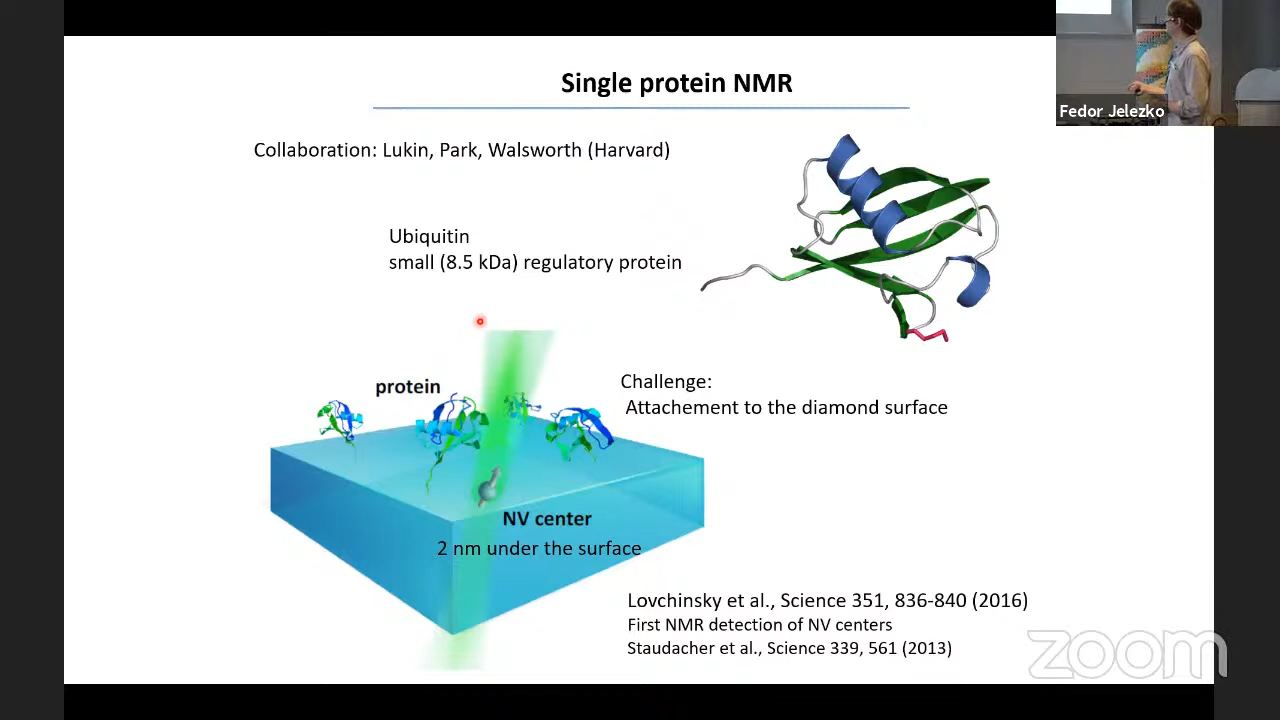 Single protein NMR
Fedor Jelezko
Collaboration: Lukin, Park, Walsworth (Harvard)
Ubiquitin
small (8.5 kDa) regulatory protein
protein
Challenge:
Attachement to the diamond surface
NV center
2 nm under the surface
Lovchinsky et al., Science 351, 836-840 (2016)
First NMR detection of NV centers
Staudacher et al., Science 339, 561 (2013)
zoom